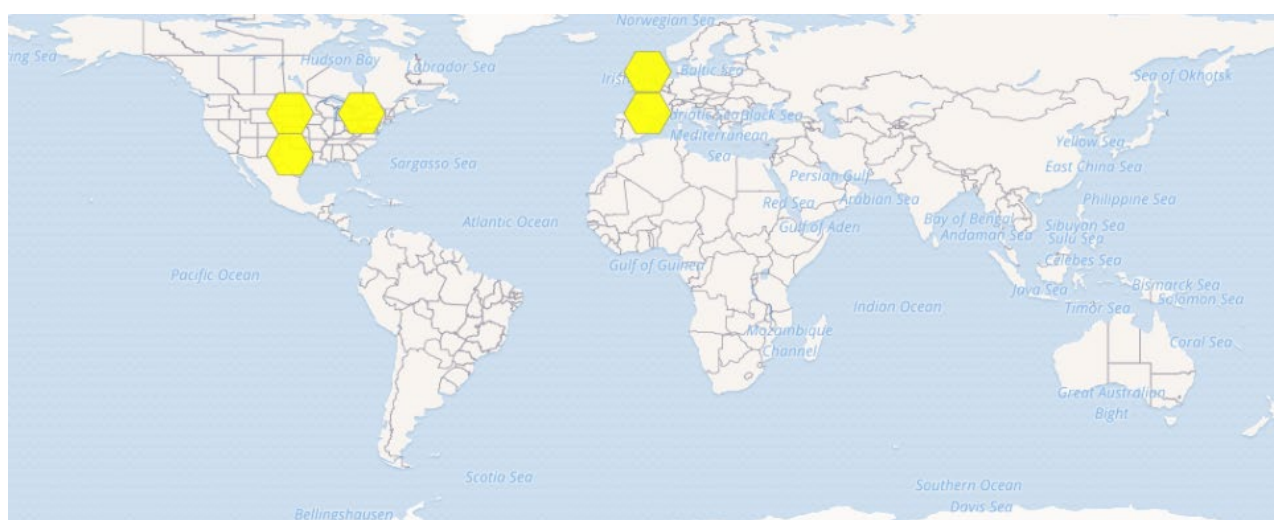 Norwegian Sea
ng Sea
Hudson Bay
Labrador Sea
Iris
Baltic Sea
Sea of Okhotsk
driatic Sea
Black Sea
Mediterranean
Sea
Yellow Sea
East China Sea
Sargasso Sea
Persian Gulf
Red Sea
Arabian Sea
Philippine Sea
Atlantic Ocean
Gulf of Aden
Bay of Bengal
Andaman Sea
Sibuyan Sea
Sulu Sea
Celebes Sea
Gulf of Guinea
Pacific Ocean
Java Sea
Bismarck Sea
Solomon Sea
Timor Sea
Indian Ocean
Mozambique
Channel
Coral Sea
Great Australian
Bight
Scotia Sea
Southern Ocean
Davis Sea
Bellingshausen